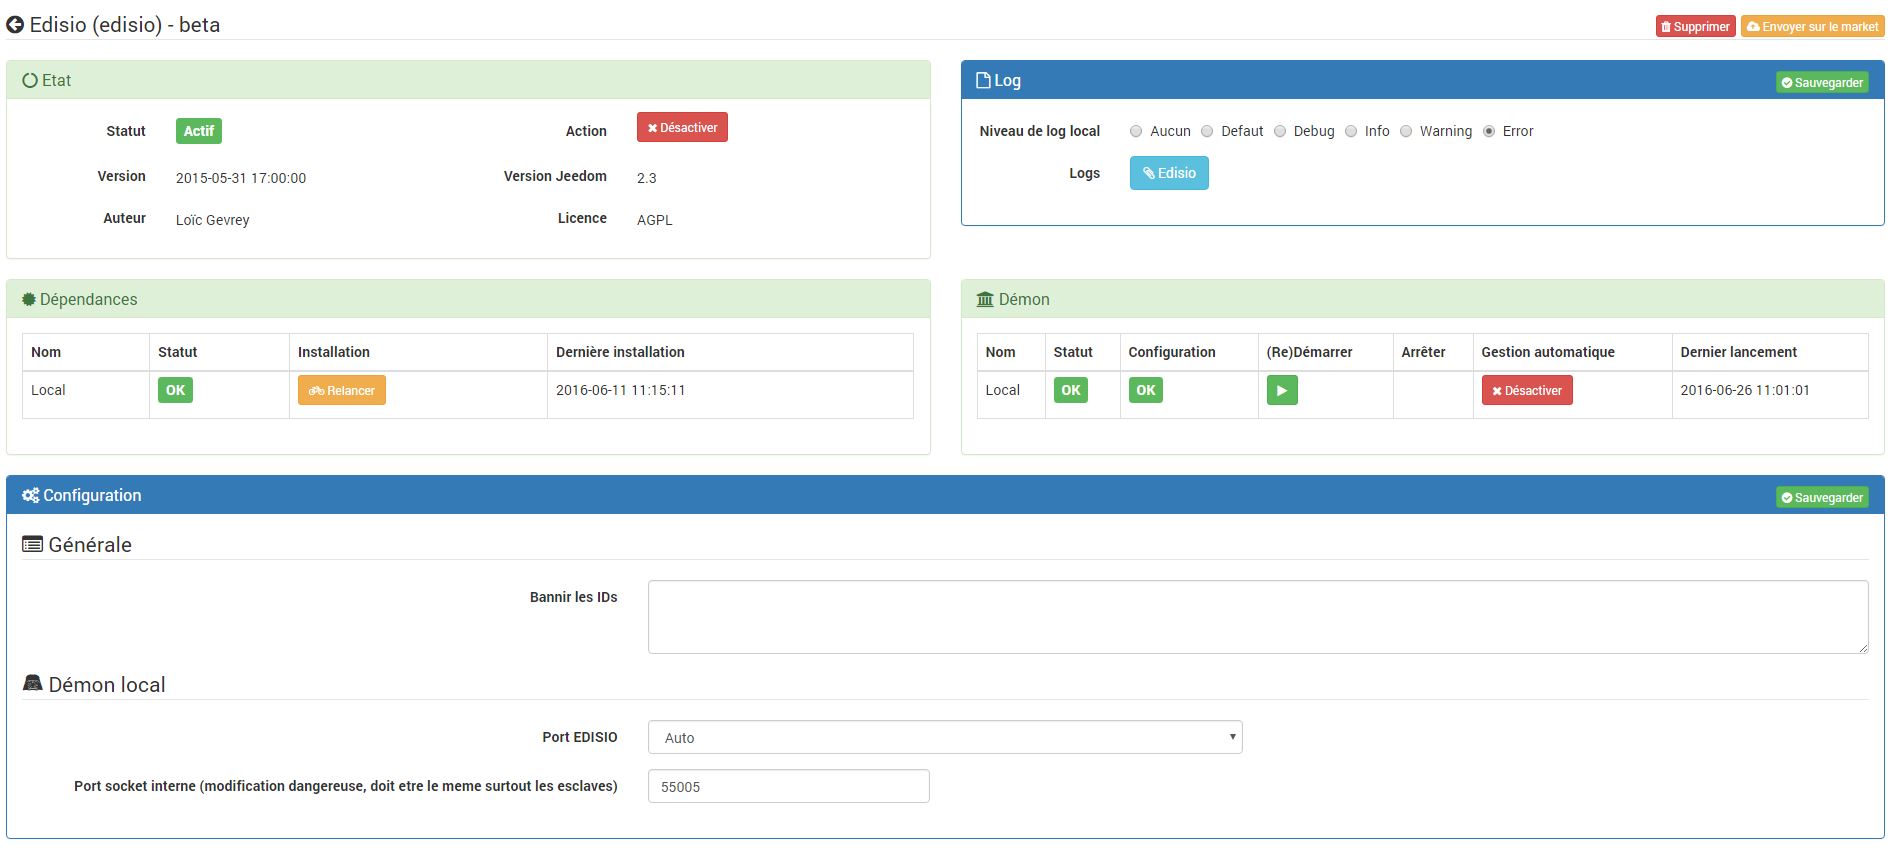 Edisio (edisio) - beta
Supprimer Envoyer sur le market
Etat
Statut Actif Action Désactiver
Version 2015-05-31 17:00:00 Version Jeedom 2.3
Auteur Loïc Gevrey Licence AGPL
Log Sauvegarder
Niveau de log local Aucun Defaut Debug Info Warning Error
Logs Edisio
Dépendances
Nom Statut Installation Dernière installation
Local OK Relancer 2016-06-11 11:15:11
Démon
Nom Statut Configuration (Re)Démarrer Arrêter Gestion automatique Dernier lancement
Local OK OK Désactiver 2016-06-26 11:01:01
Configuration Sauvegarder
Générale
Bannir les IDs
Démon local
Port EDISIO Auto
Port socket interne (modification dangereuse, doit etre le meme surtout les esclaves) 55005